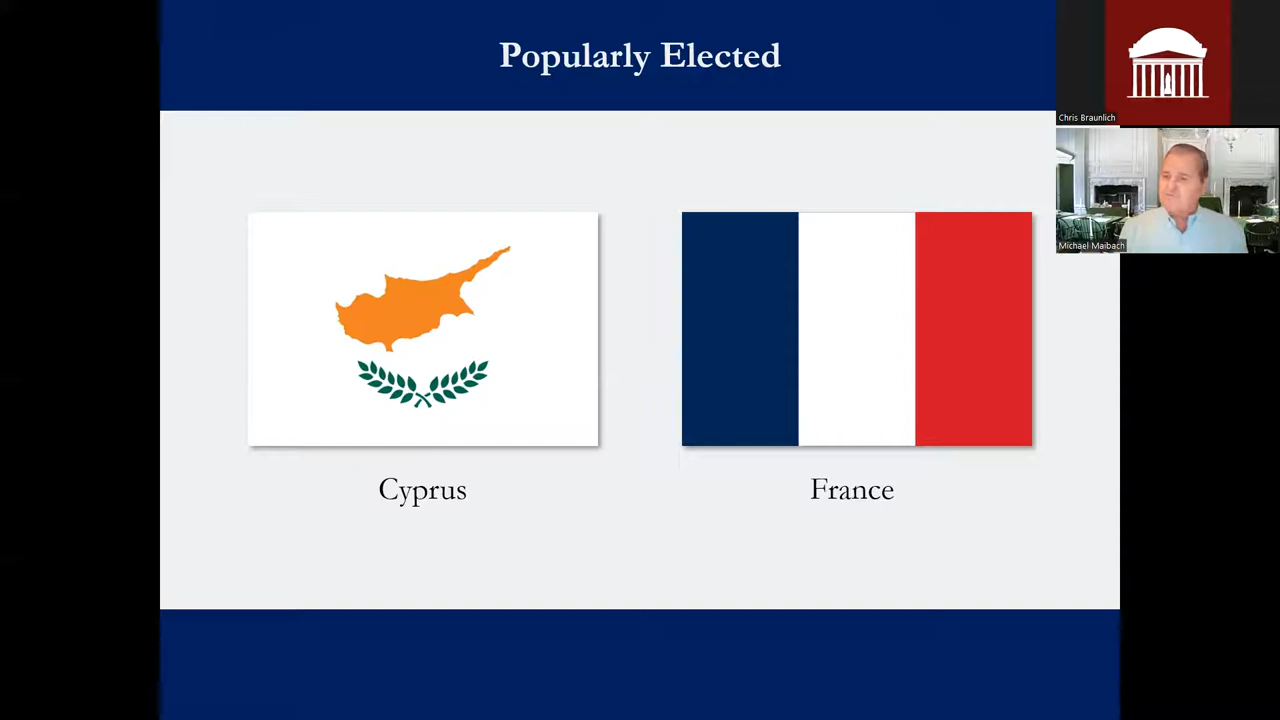 Popularly Elected
Chris Braunlich
Michael Maibach
Cyprus
France